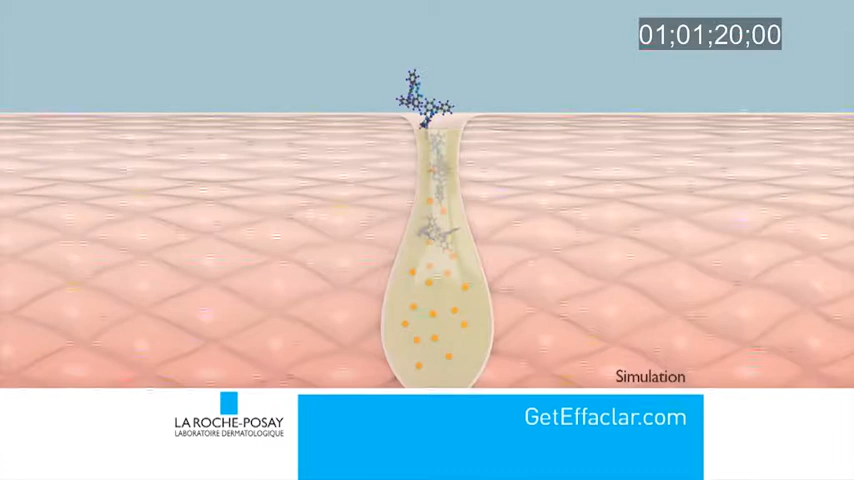 01;01;20;00
Simulation
LA ROCHE-POSAY
LABORATOIRE DERMATOLOGIQUE
GetEffaclar.com